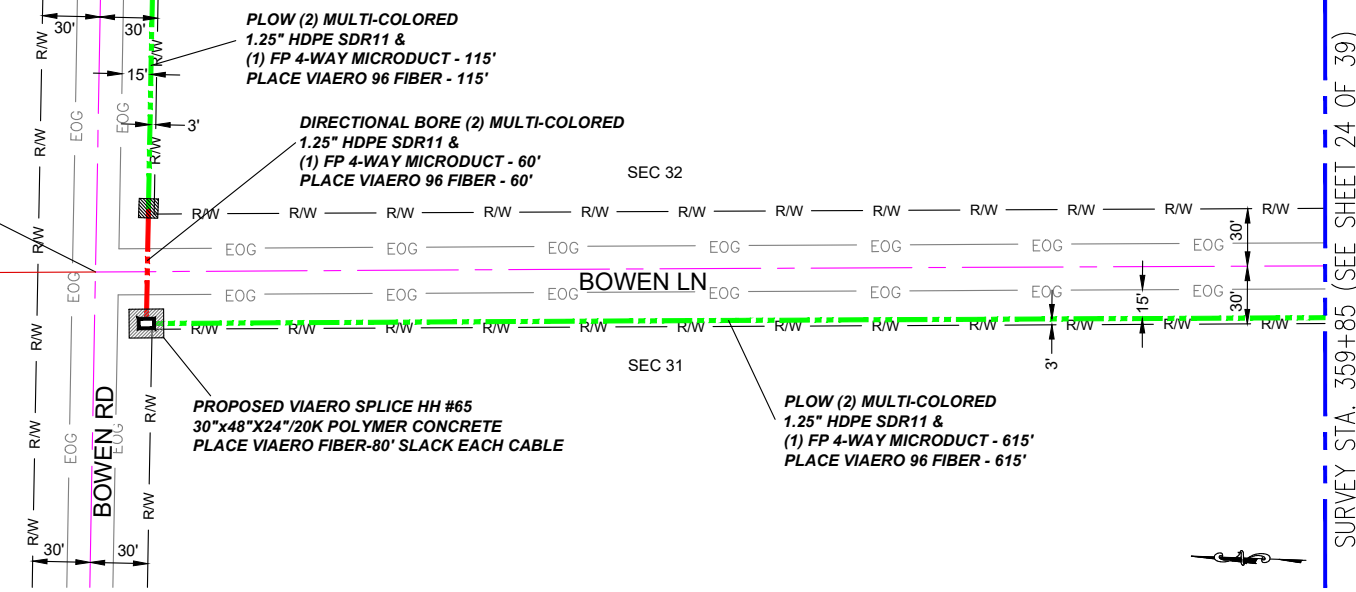 30'
30'
15'
3'
R/W
R/W
R/W
R/W
R/W
R/W
R/W
R/W
R/W
EOG
EOG
EOG
EOG
EOG
PLOW (2) MULTI-COLORED
1.25" HDPE SDR11 &
(1) FP 4-WAY MICRODUCT - 115'
PLACE VIAERO 96 FIBER - 115'
DIRECTIONAL BORE (2) MULTI-COLORED
1.25" HDPE SDR11 &
(1) FP 4-WAY MICRODUCT - 60'
PLACE VIAERO 96 FIBER - 60'
SEC 32
R/W R/W R/W R/W R/W R/W R/W R/W R/W R/W R/W R/W
EOG EOG EOG EOG EOG EOG EOG
30'
BOWEN LN
EOG EOG EOG EOG EOG EOG EOG
15'
30'
R/W R/W R/W R/W R/W R/W R/W R/W R/W R/W R/W R/W
3'
SEC 31
PROPOSED VIAERO SPLICE HH #65
30"x48"X24"/20K POLYMER CONCRETE
PLACE VIAERO FIBER-80' SLACK EACH CABLE
PLOW (2) MULTI-COLORED
1.25" HDPE SDR11 &
(1) FP 4-WAY MICRODUCT - 615'
PLACE VIAERO 96 FIBER - 615'
BOWEN RD
R/W
R/W
30'
30'
SURVEY STA. 359+85 (SEE SHEET 24 OF 39)